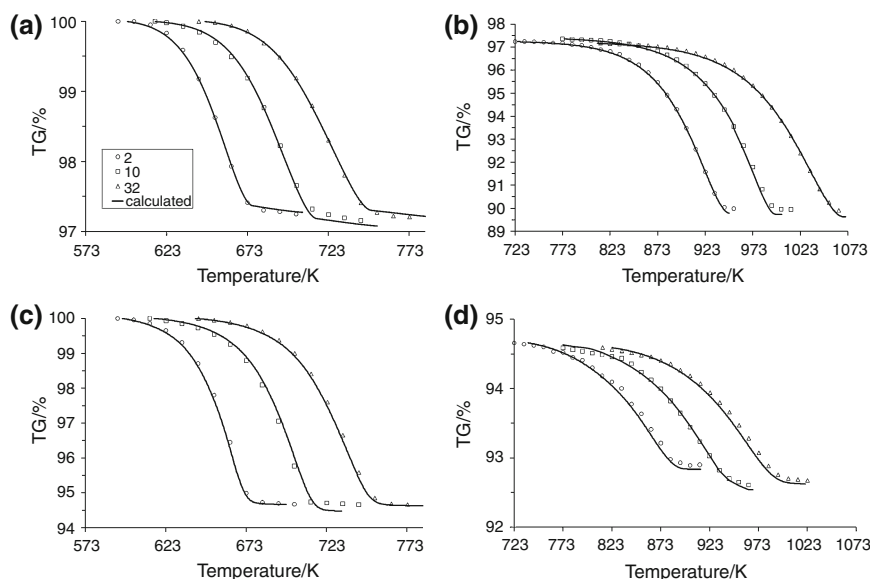 (a)
100
99
98
97
TG/%
2
10
32
calculated
573 623 673 723 773
Temperature/K
(b)
98
97
96
95
94
93
92
91
90
89
TG/%
723 773 823 873 923 973 1023 1073
Temperature/K
(c)
100
99
98
97
96
95
94
TG/%
573 623 673 723 773
Temperature/K
(d)
95
94
93
92
TG/%
723 773 823 873 923 973 1023 1073
Temperature/K